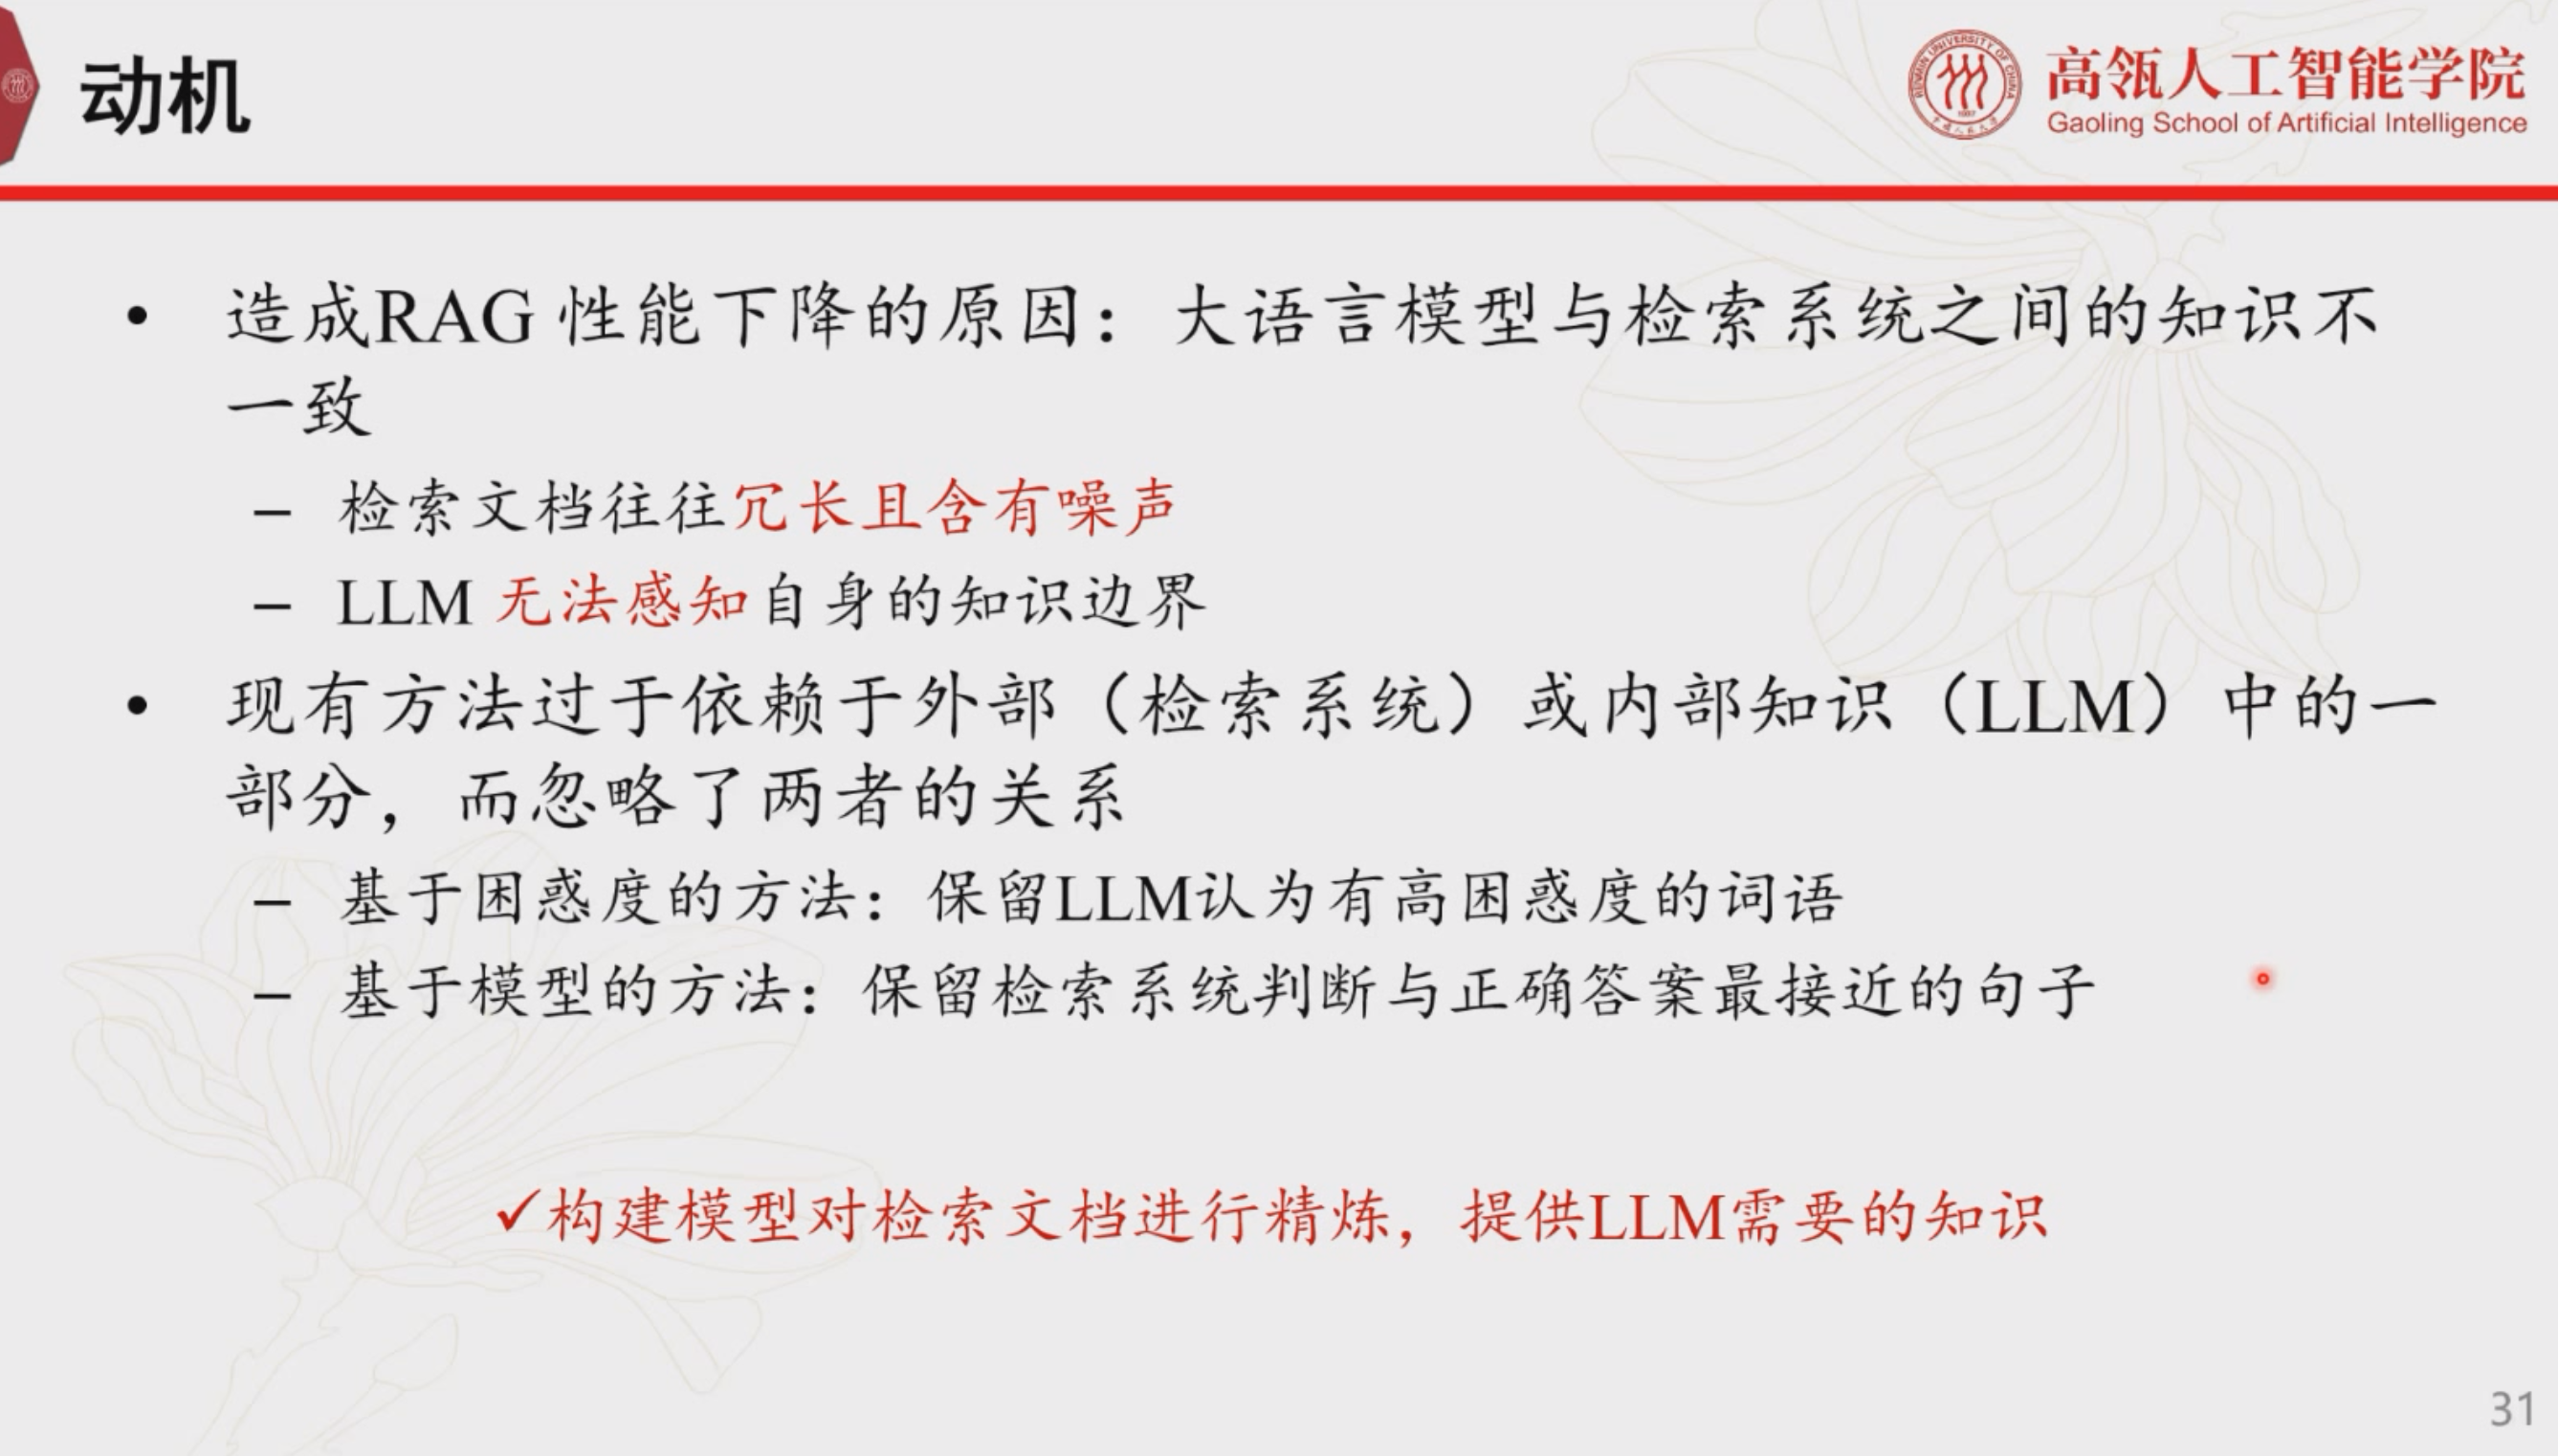 动机
高瓴人工智能学院
Gaoling School of Artificial Intelligence
• 造成RAG 性能下降的原因：大语言模型与检索系统之间的知识不
一致
– 检索文档往往冗长且含有噪声
– LLM 无法感知自身的知识边界
• 现有方法过于依赖于外部（检索系统）或内部知识（LLM）中的一
部分，而忽略了两者的关系
– 基于困惑度的方法：保留LLM认为有高困惑度的词语
– 基于模型的方法：保留检索系统判断与正确答案最接近的句子
✓构建模型对检索文档进行精炼，提供LLM需要的知识
31